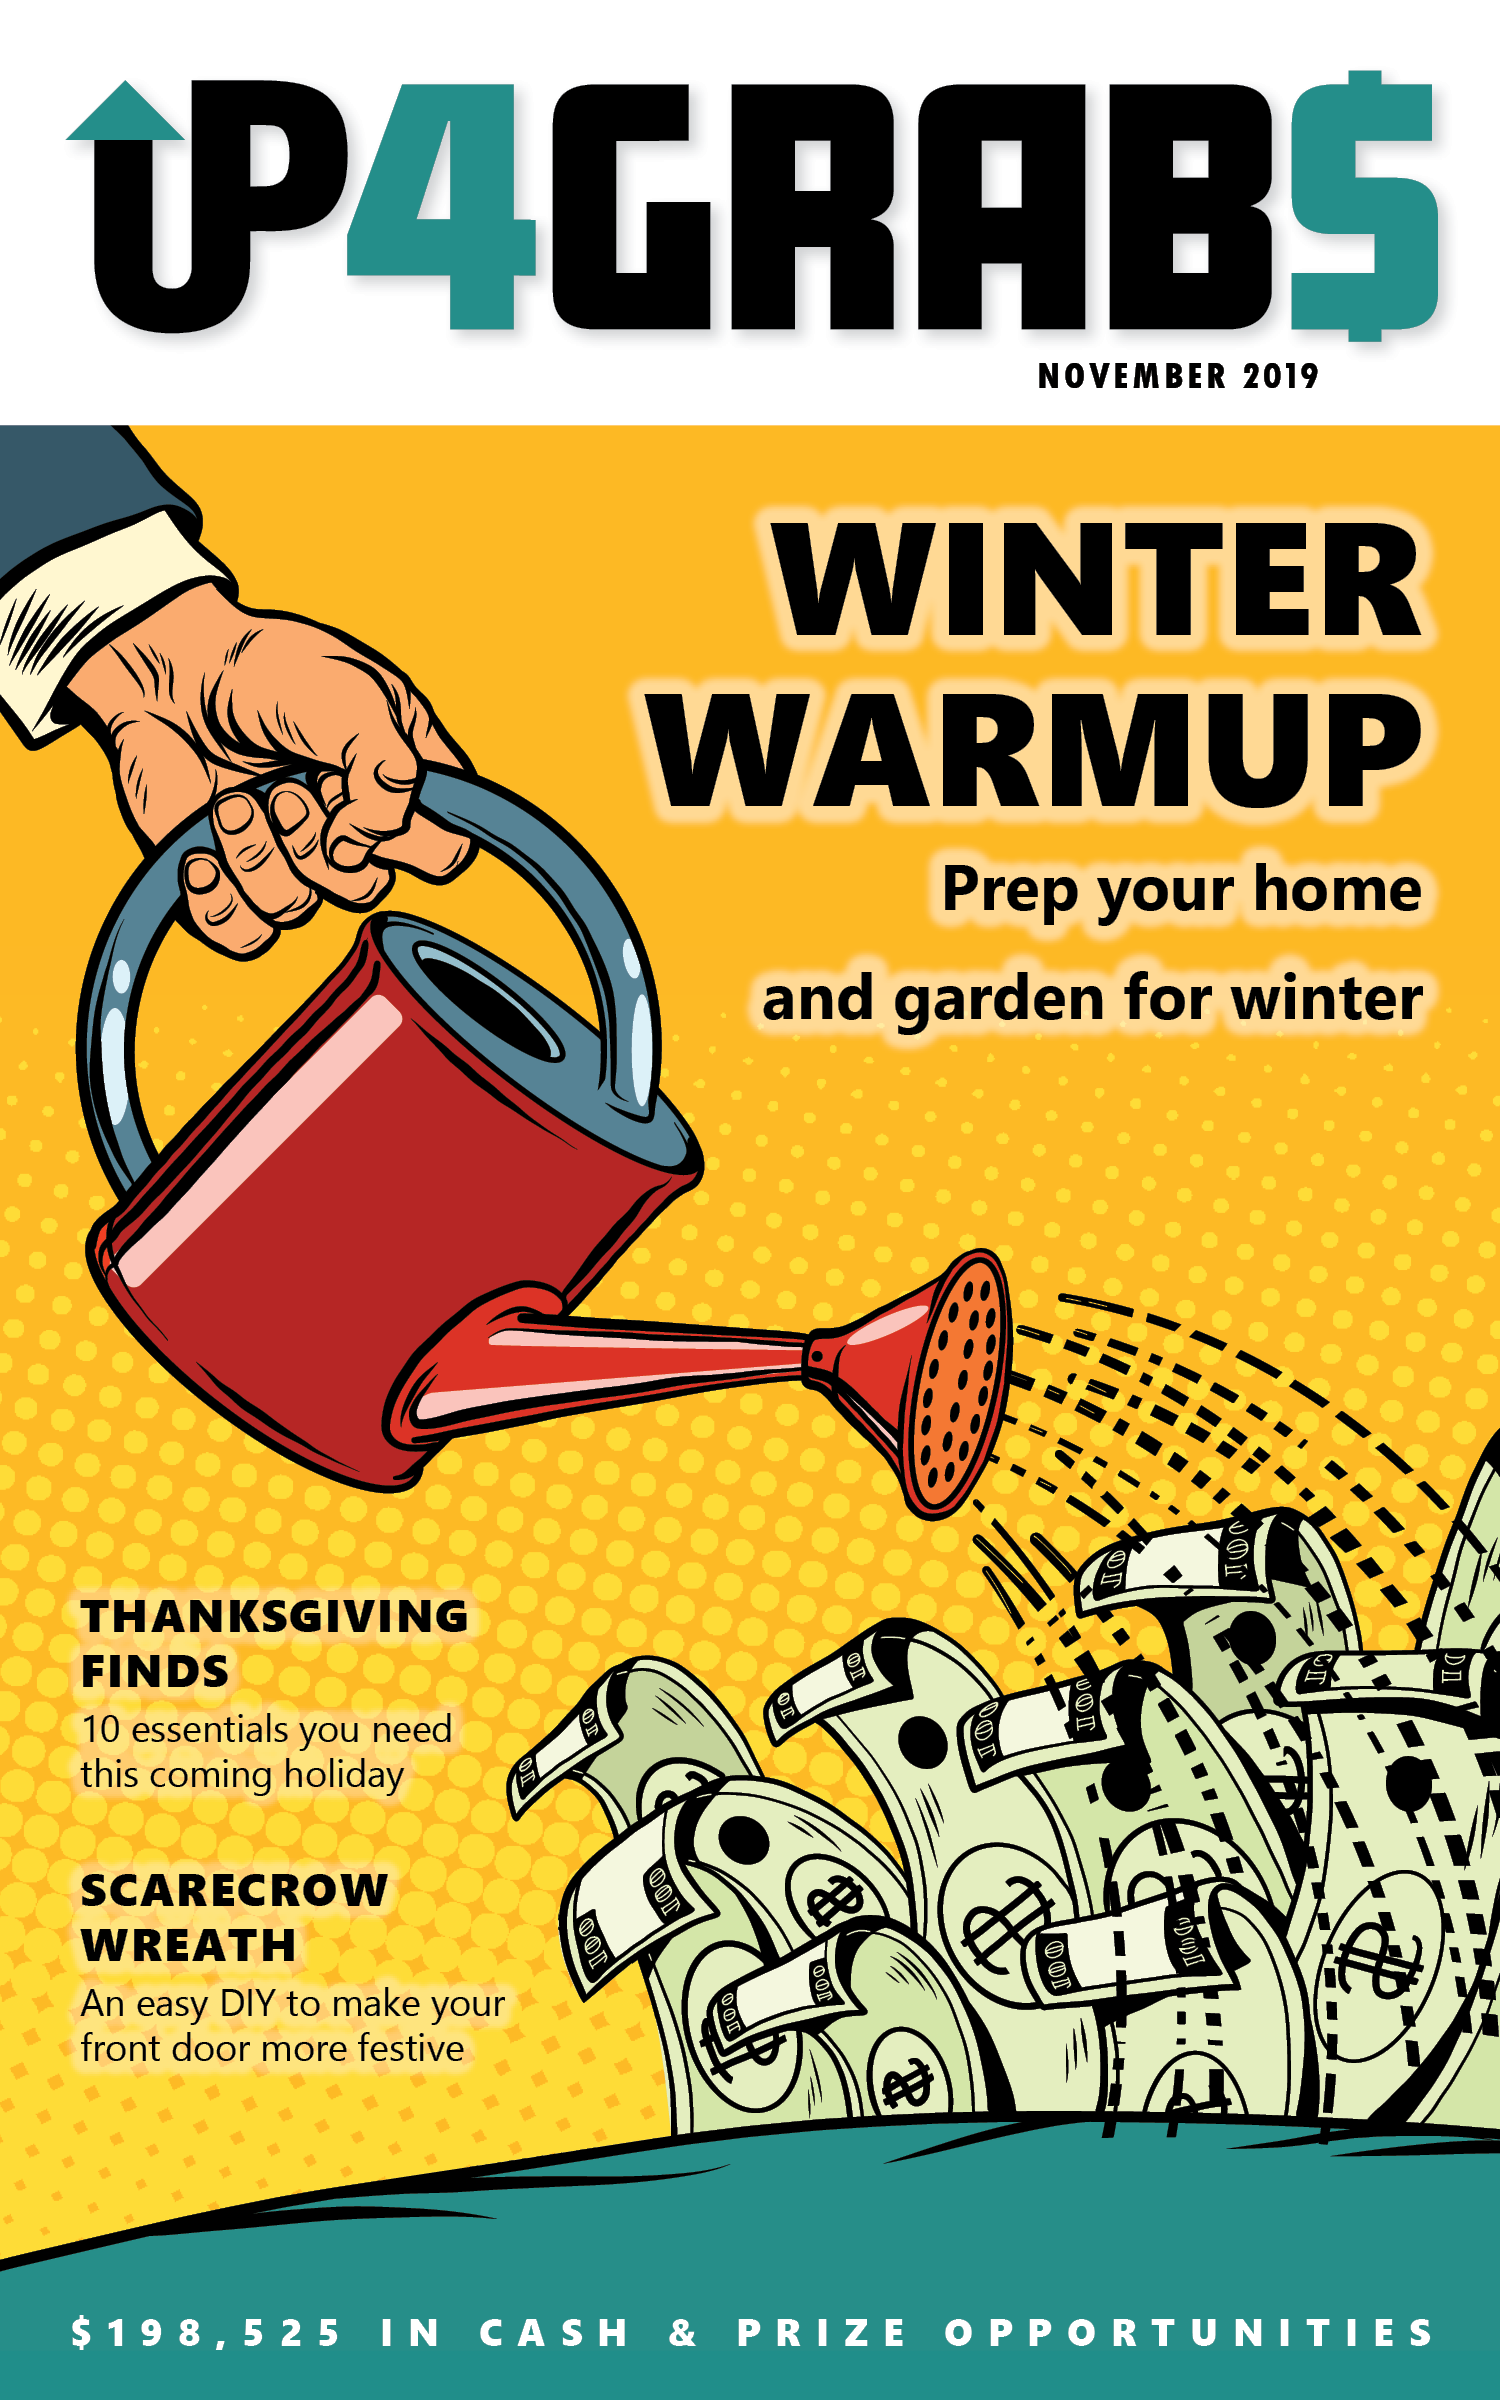 UP4GRAB$
NOVEMBER 2019
WINTER
WARMUP
Prep your home
and garden for winter
THANKSGIVING
FINDS
10 essentials you need
this coming holiday
SCARECROW
WREATH
An easy DIY to make your
front door more festive
$198,525 IN CASH & PRIZE OPPORTUNITIES